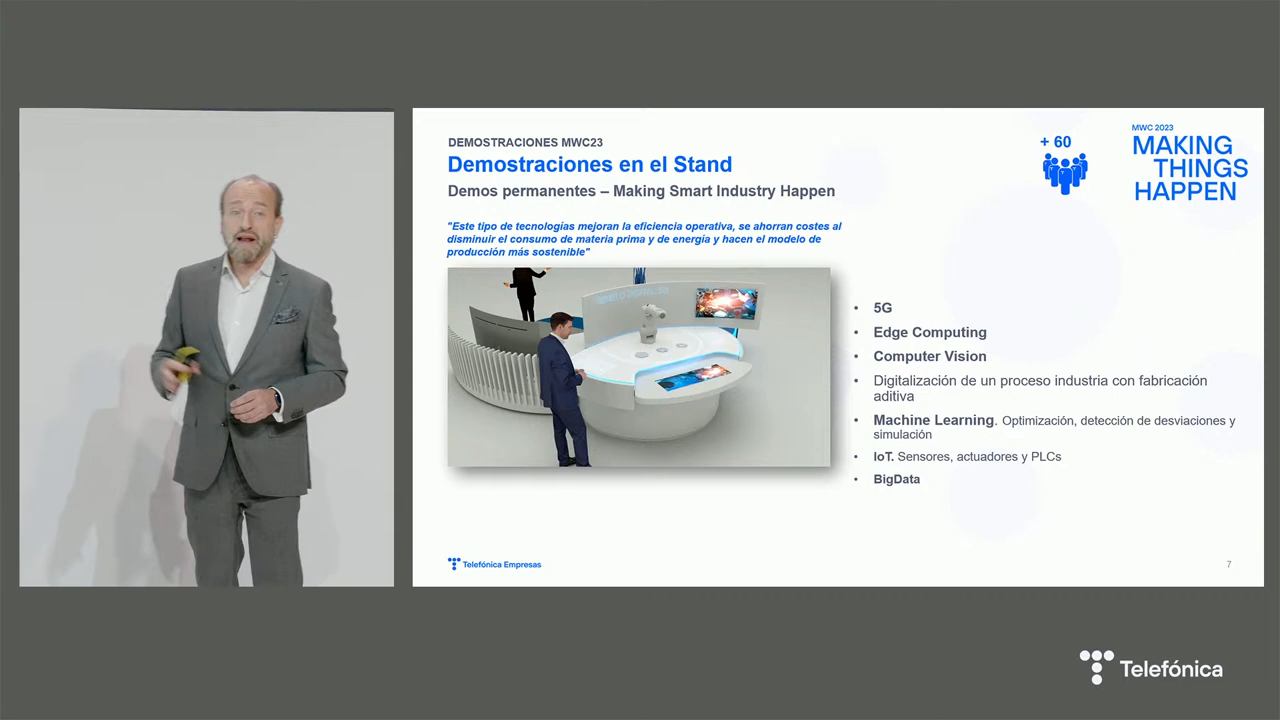 DEMOSTRACIONES MWC23
Demostraciones en el Stand
Demos permanentes – Making Smart Industry Happen
+ 60
MWC 2023
MAKING
THINGS
HAPPEN
"Este tipo de tecnologías mejoran la eficiencia operativa, se ahorran costes al
disminuir el consumo de materia prima y de energía y hacen el modelo de
producción más sostenible"
• 5G
• Edge Computing
• Computer Vision
• Digitalización de un proceso industria con fabricación
aditiva
• Machine Learning. Optimización, detección de desviaciones y
simulación
• IoT. Sensores, actuadores y PLCs
• BigData
Telefónica Empresas
7
Telefónica